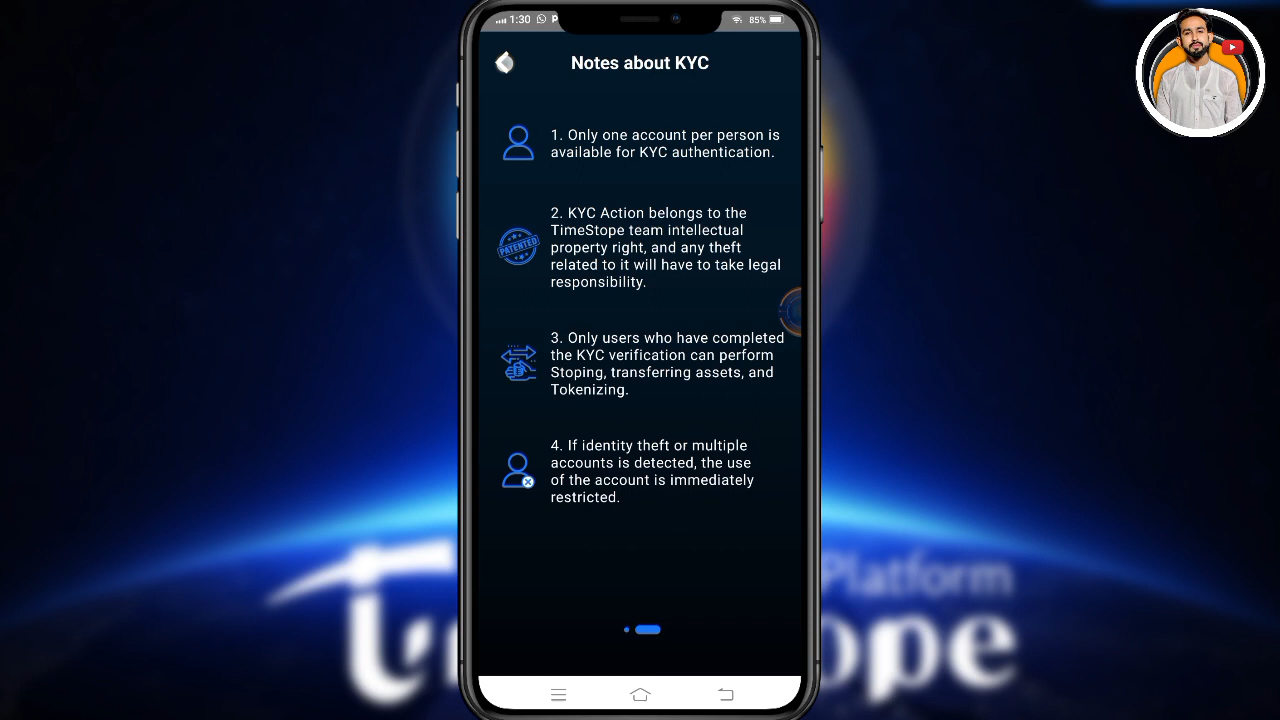 1:30
85%
Notes about KYC
1. Only one account per person is
available for KYC authentication.
2. KYC Action belongs to the
TimeStope team intellectual
property right, and any theft
related to it will have to take legal
responsibility.
PATENTED
3. Only users who have completed
the KYC verification can perform
Stoping, transferring assets, and
Tokenizing.
4. If identity theft or multiple
accounts is detected, the use
of the account is immediately
restricted.
Platform
ope